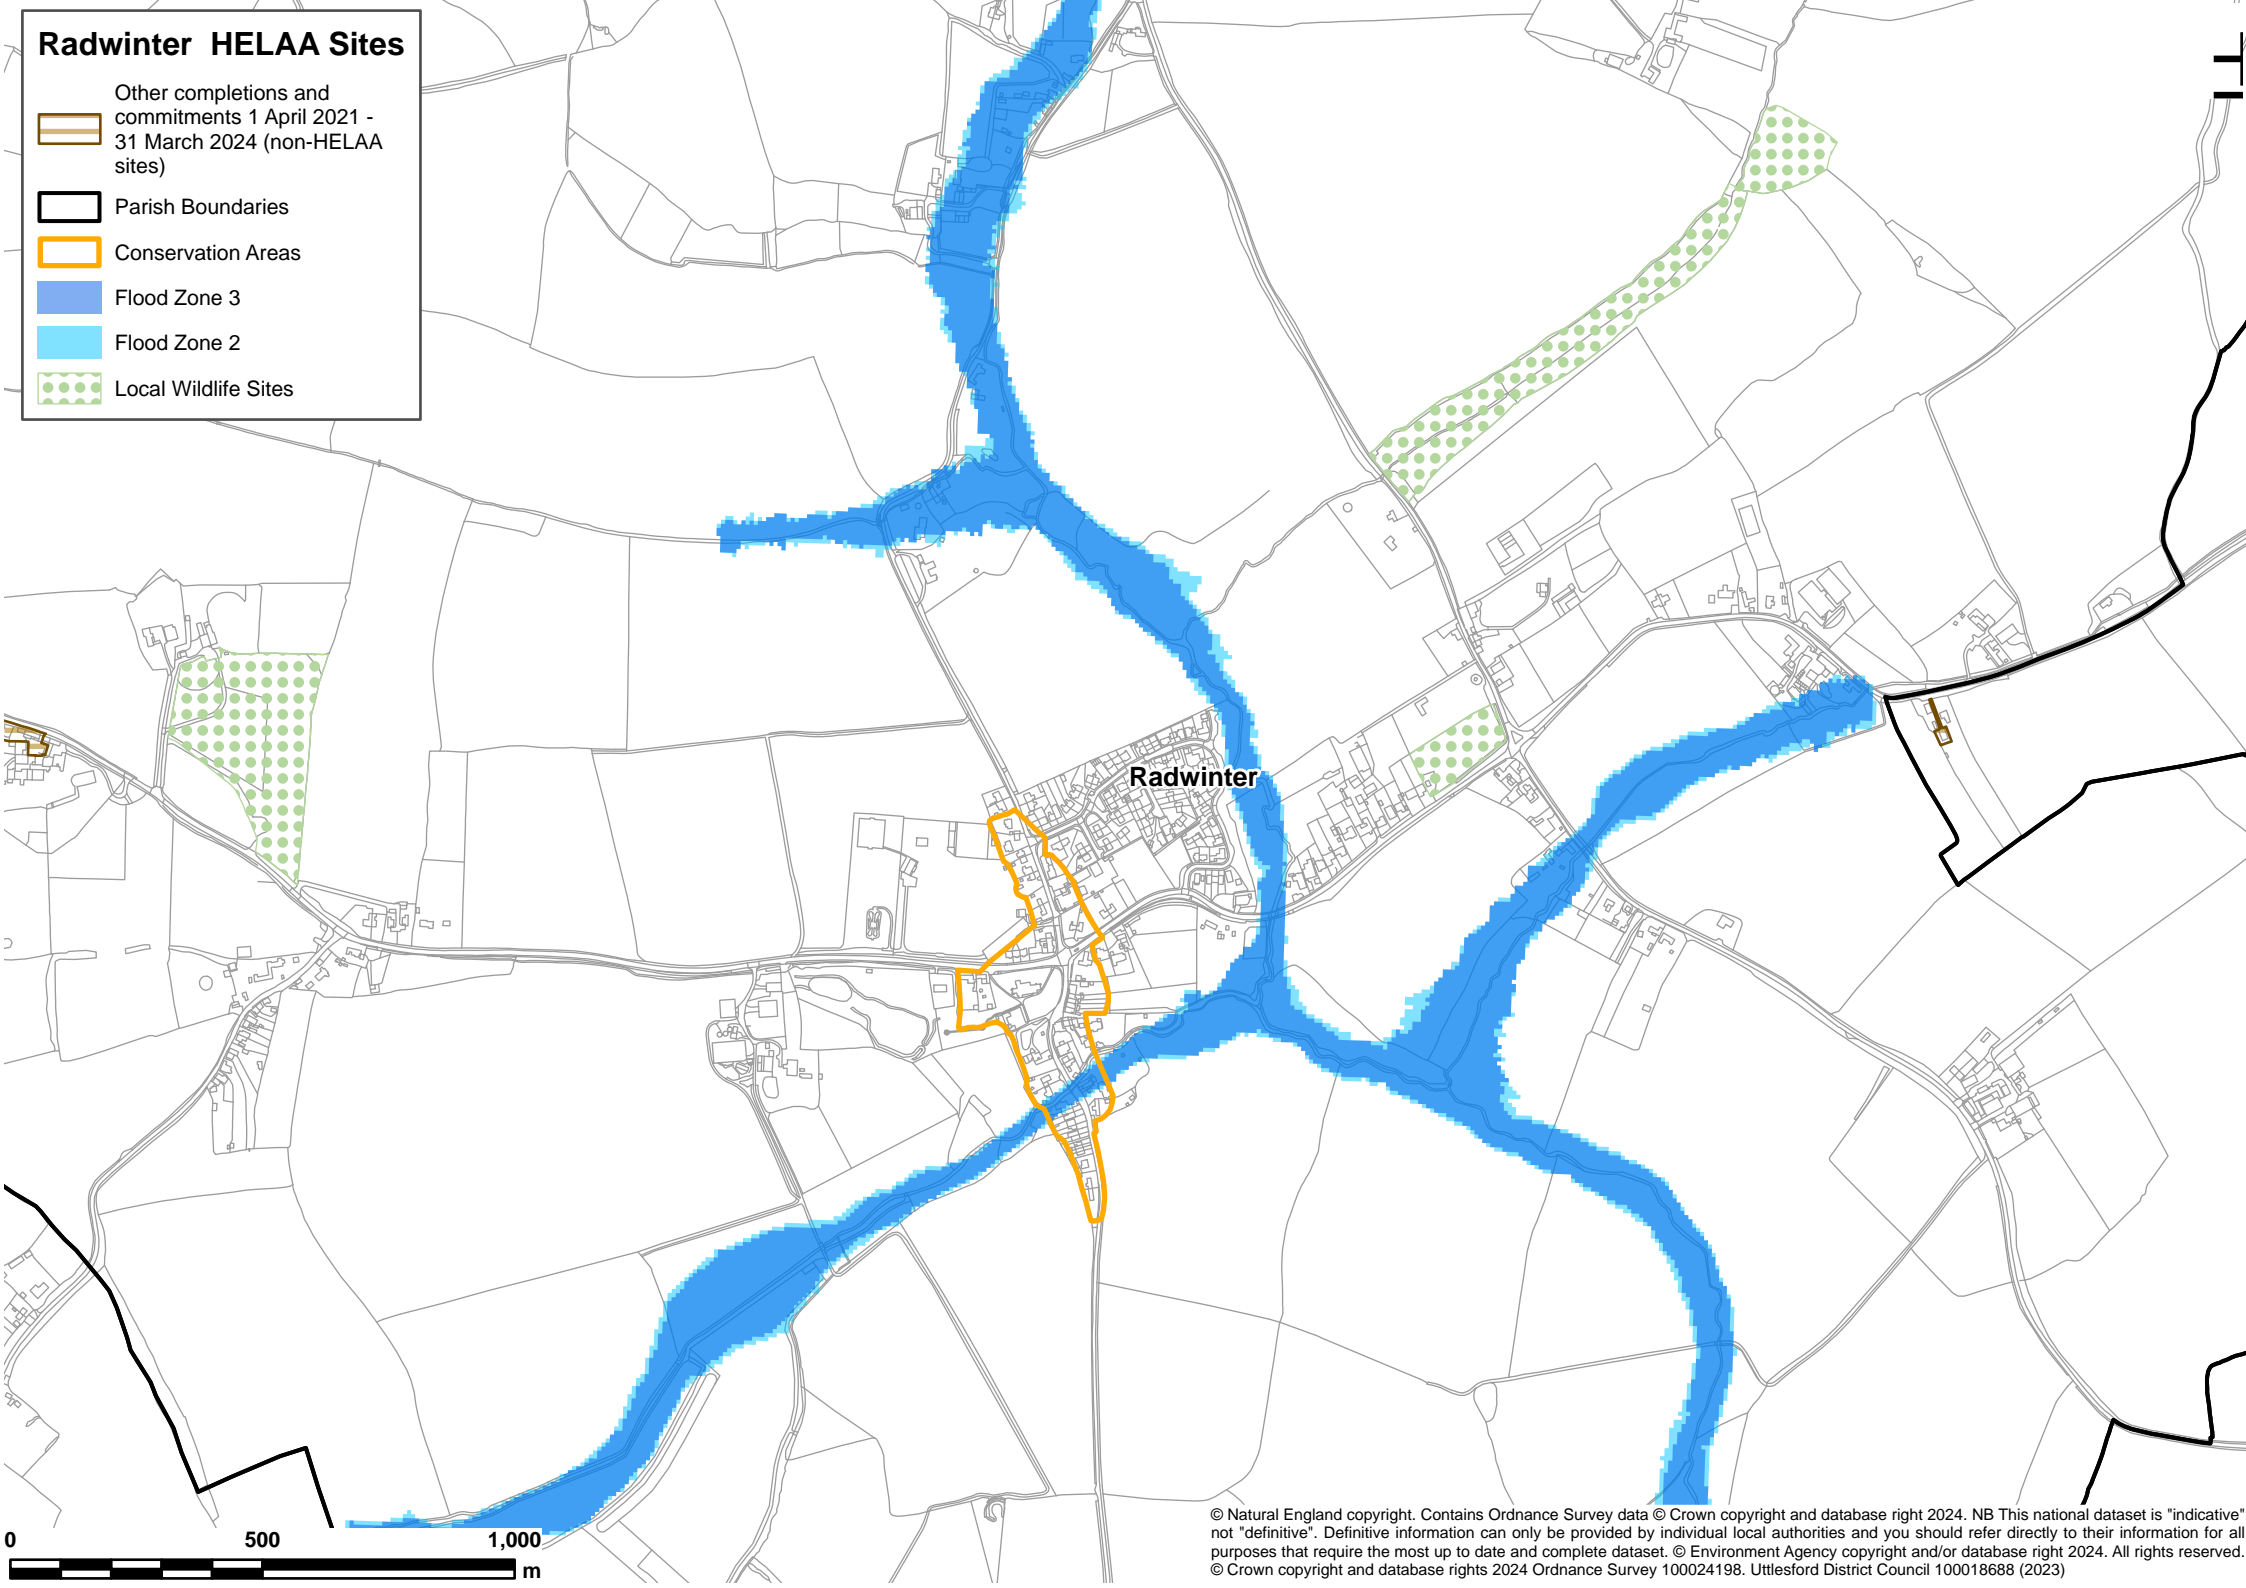 Radwinter  HELAA Sites
Other completions and
commitments 1 April 2021 -
31 March 2024 (non-HELAA
sites)
Parish Boundaries
Conservation Areas
Flood Zone 3
Flood Zone 2
Local Wildlife Sites
Radwinter
0 500 1,000
m
© Natural England copyright. Contains Ordnance Survey data © Crown copyright and database right 2024. NB This national dataset is "indicative"
not "definitive". Definitive information can only be provided by individual local authorities and you should refer directly to their information for all
purposes that require the most up to date and complete dataset. © Environment Agency copyright and/or database right 2024. All rights reserved.
© Crown copyright and database rights 2024 Ordnance Survey 100024198. Uttlesford District Council 100018688 (2023)